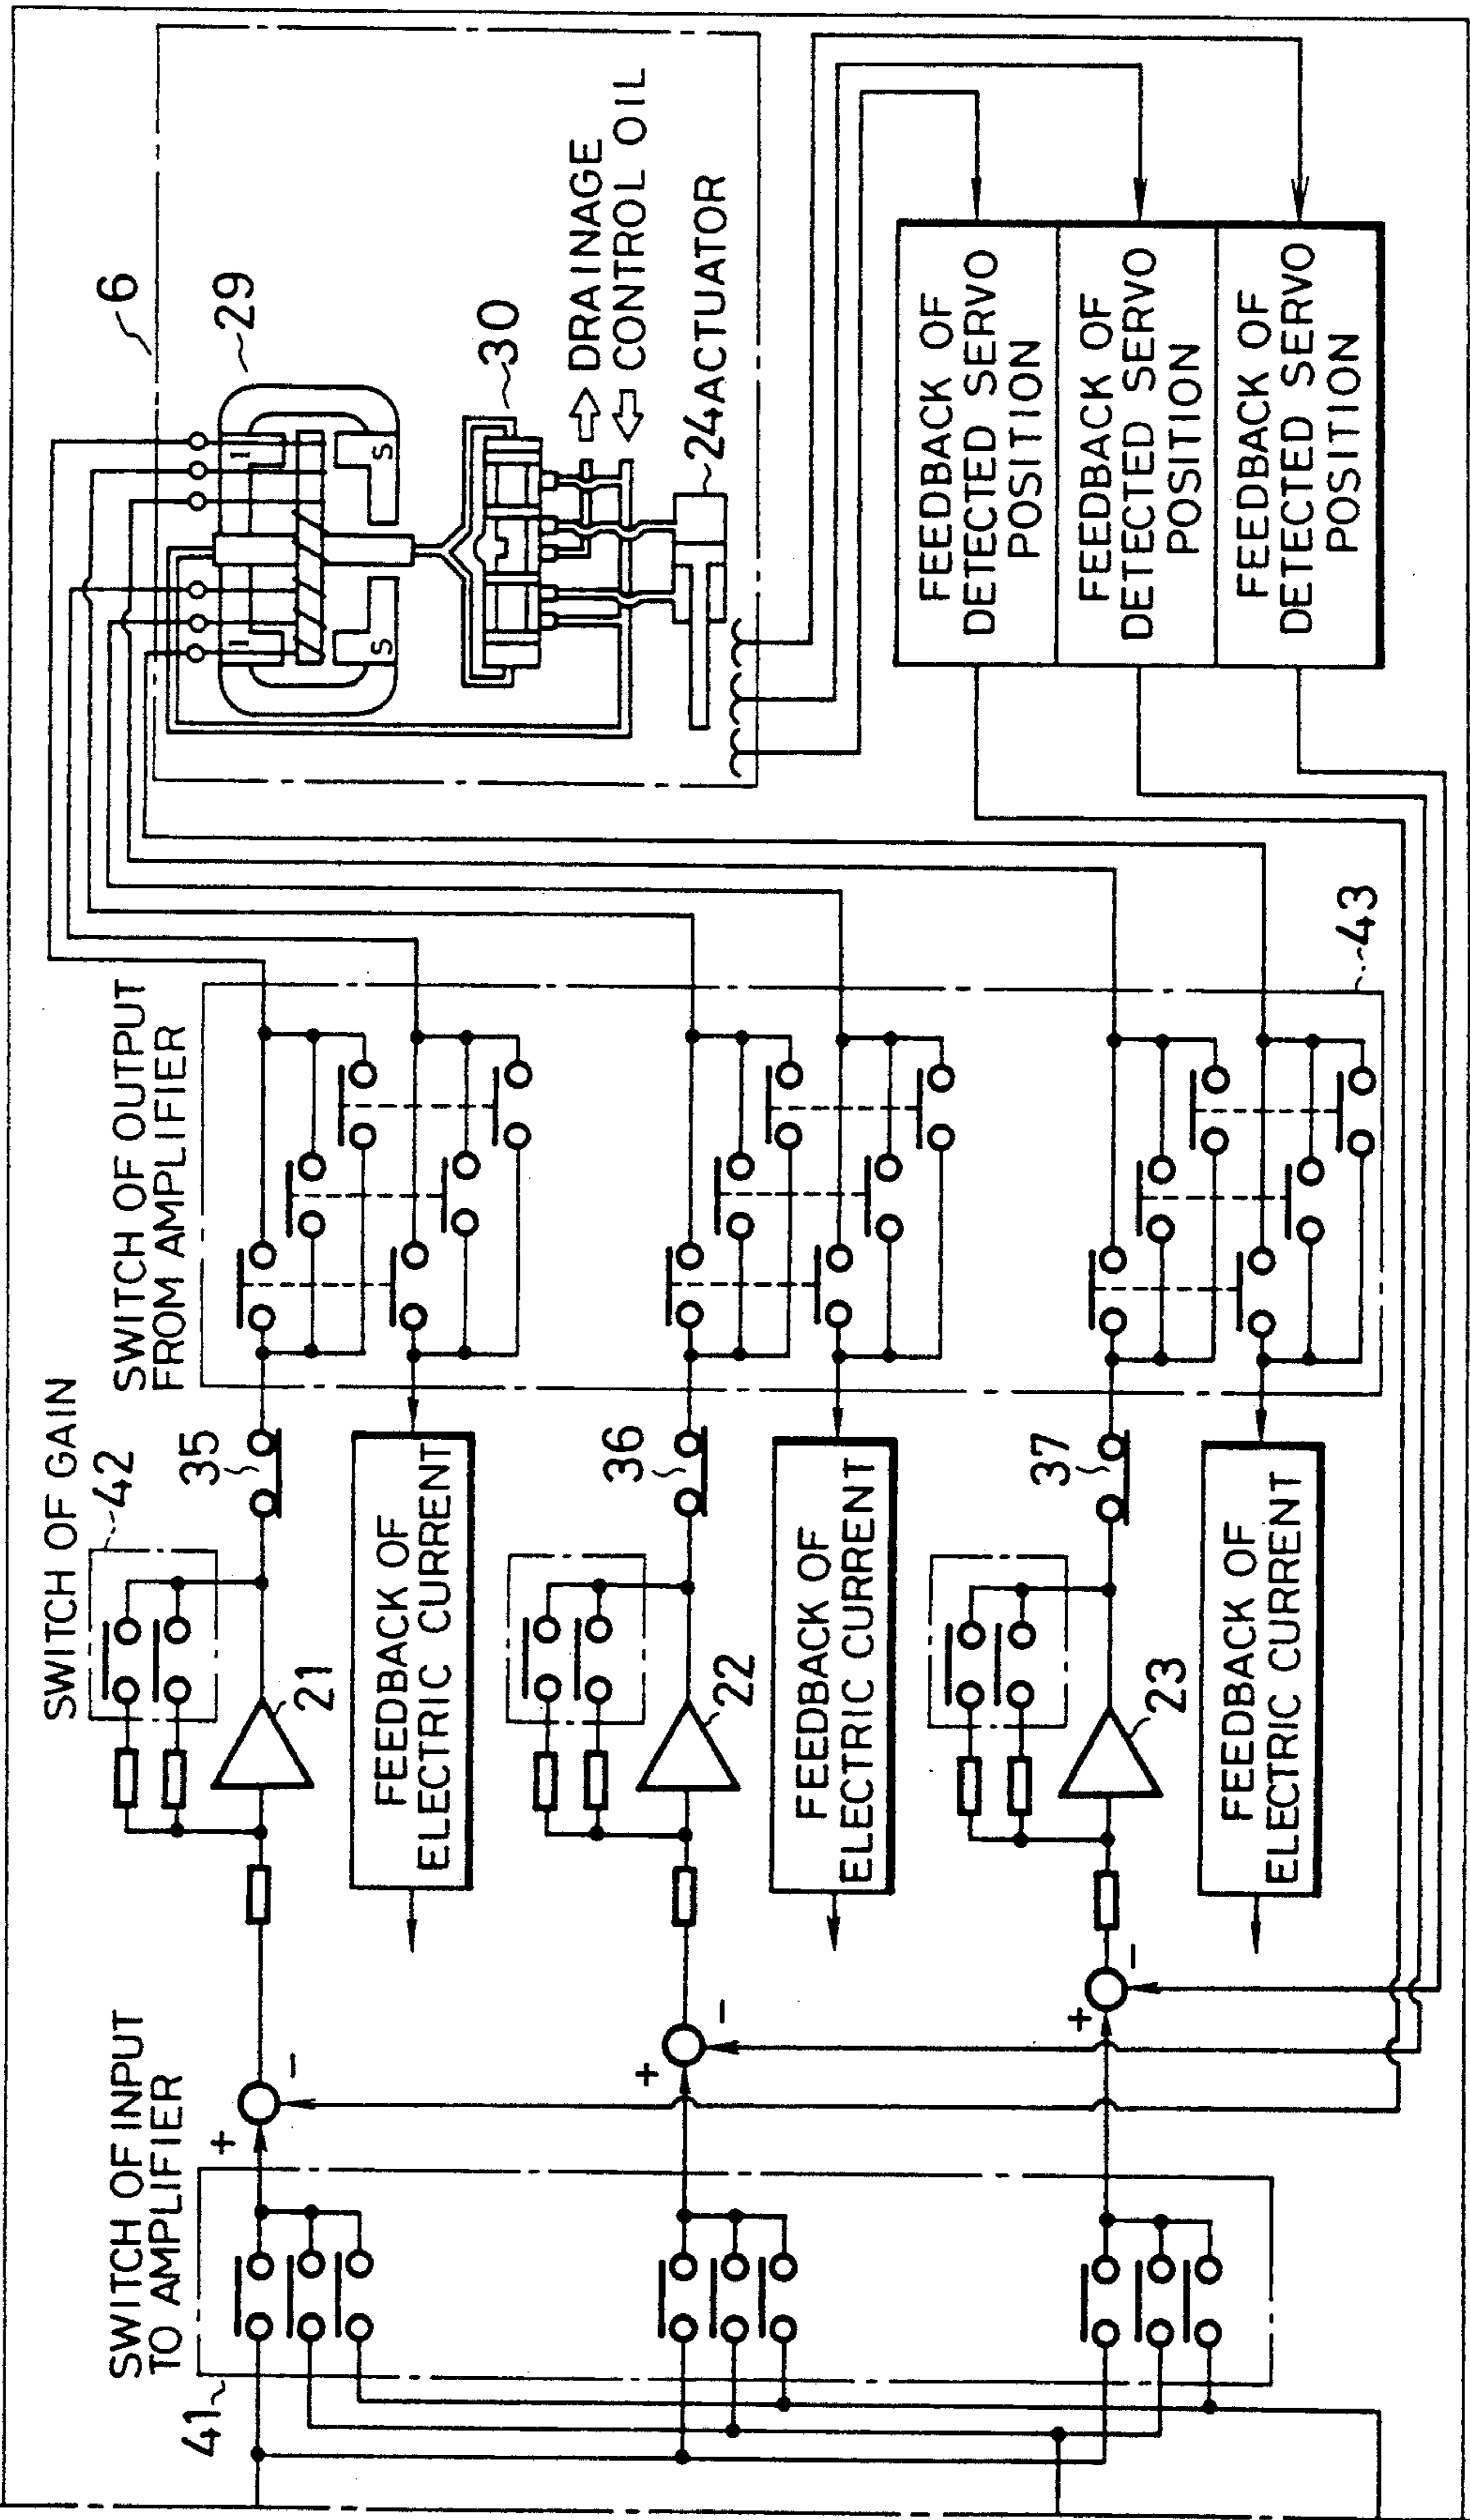 6
29
30
DRAINAGE
CONTROL OIL
24 ACTUATOR
S
S
FEEDBACK OF
DETECTED SERVO
POSITION
FEEDBACK OF
DETECTED SERVO
POSITION
FEEDBACK OF
DETECTED SERVO
POSITION
SWITCH OF OUTPUT
FROM AMPLIFIER
43
SWITCH OF GAIN
42
35
21
FEEDBACK OF
ELECTRIC CURRENT
36
22
FEEDBACK OF
ELECTRIC CURRENT
37
23
FEEDBACK OF
ELECTRIC CURRENT
SWITCH OF INPUT
TO AMPLIFIER
41
+
-
+
-
+
-